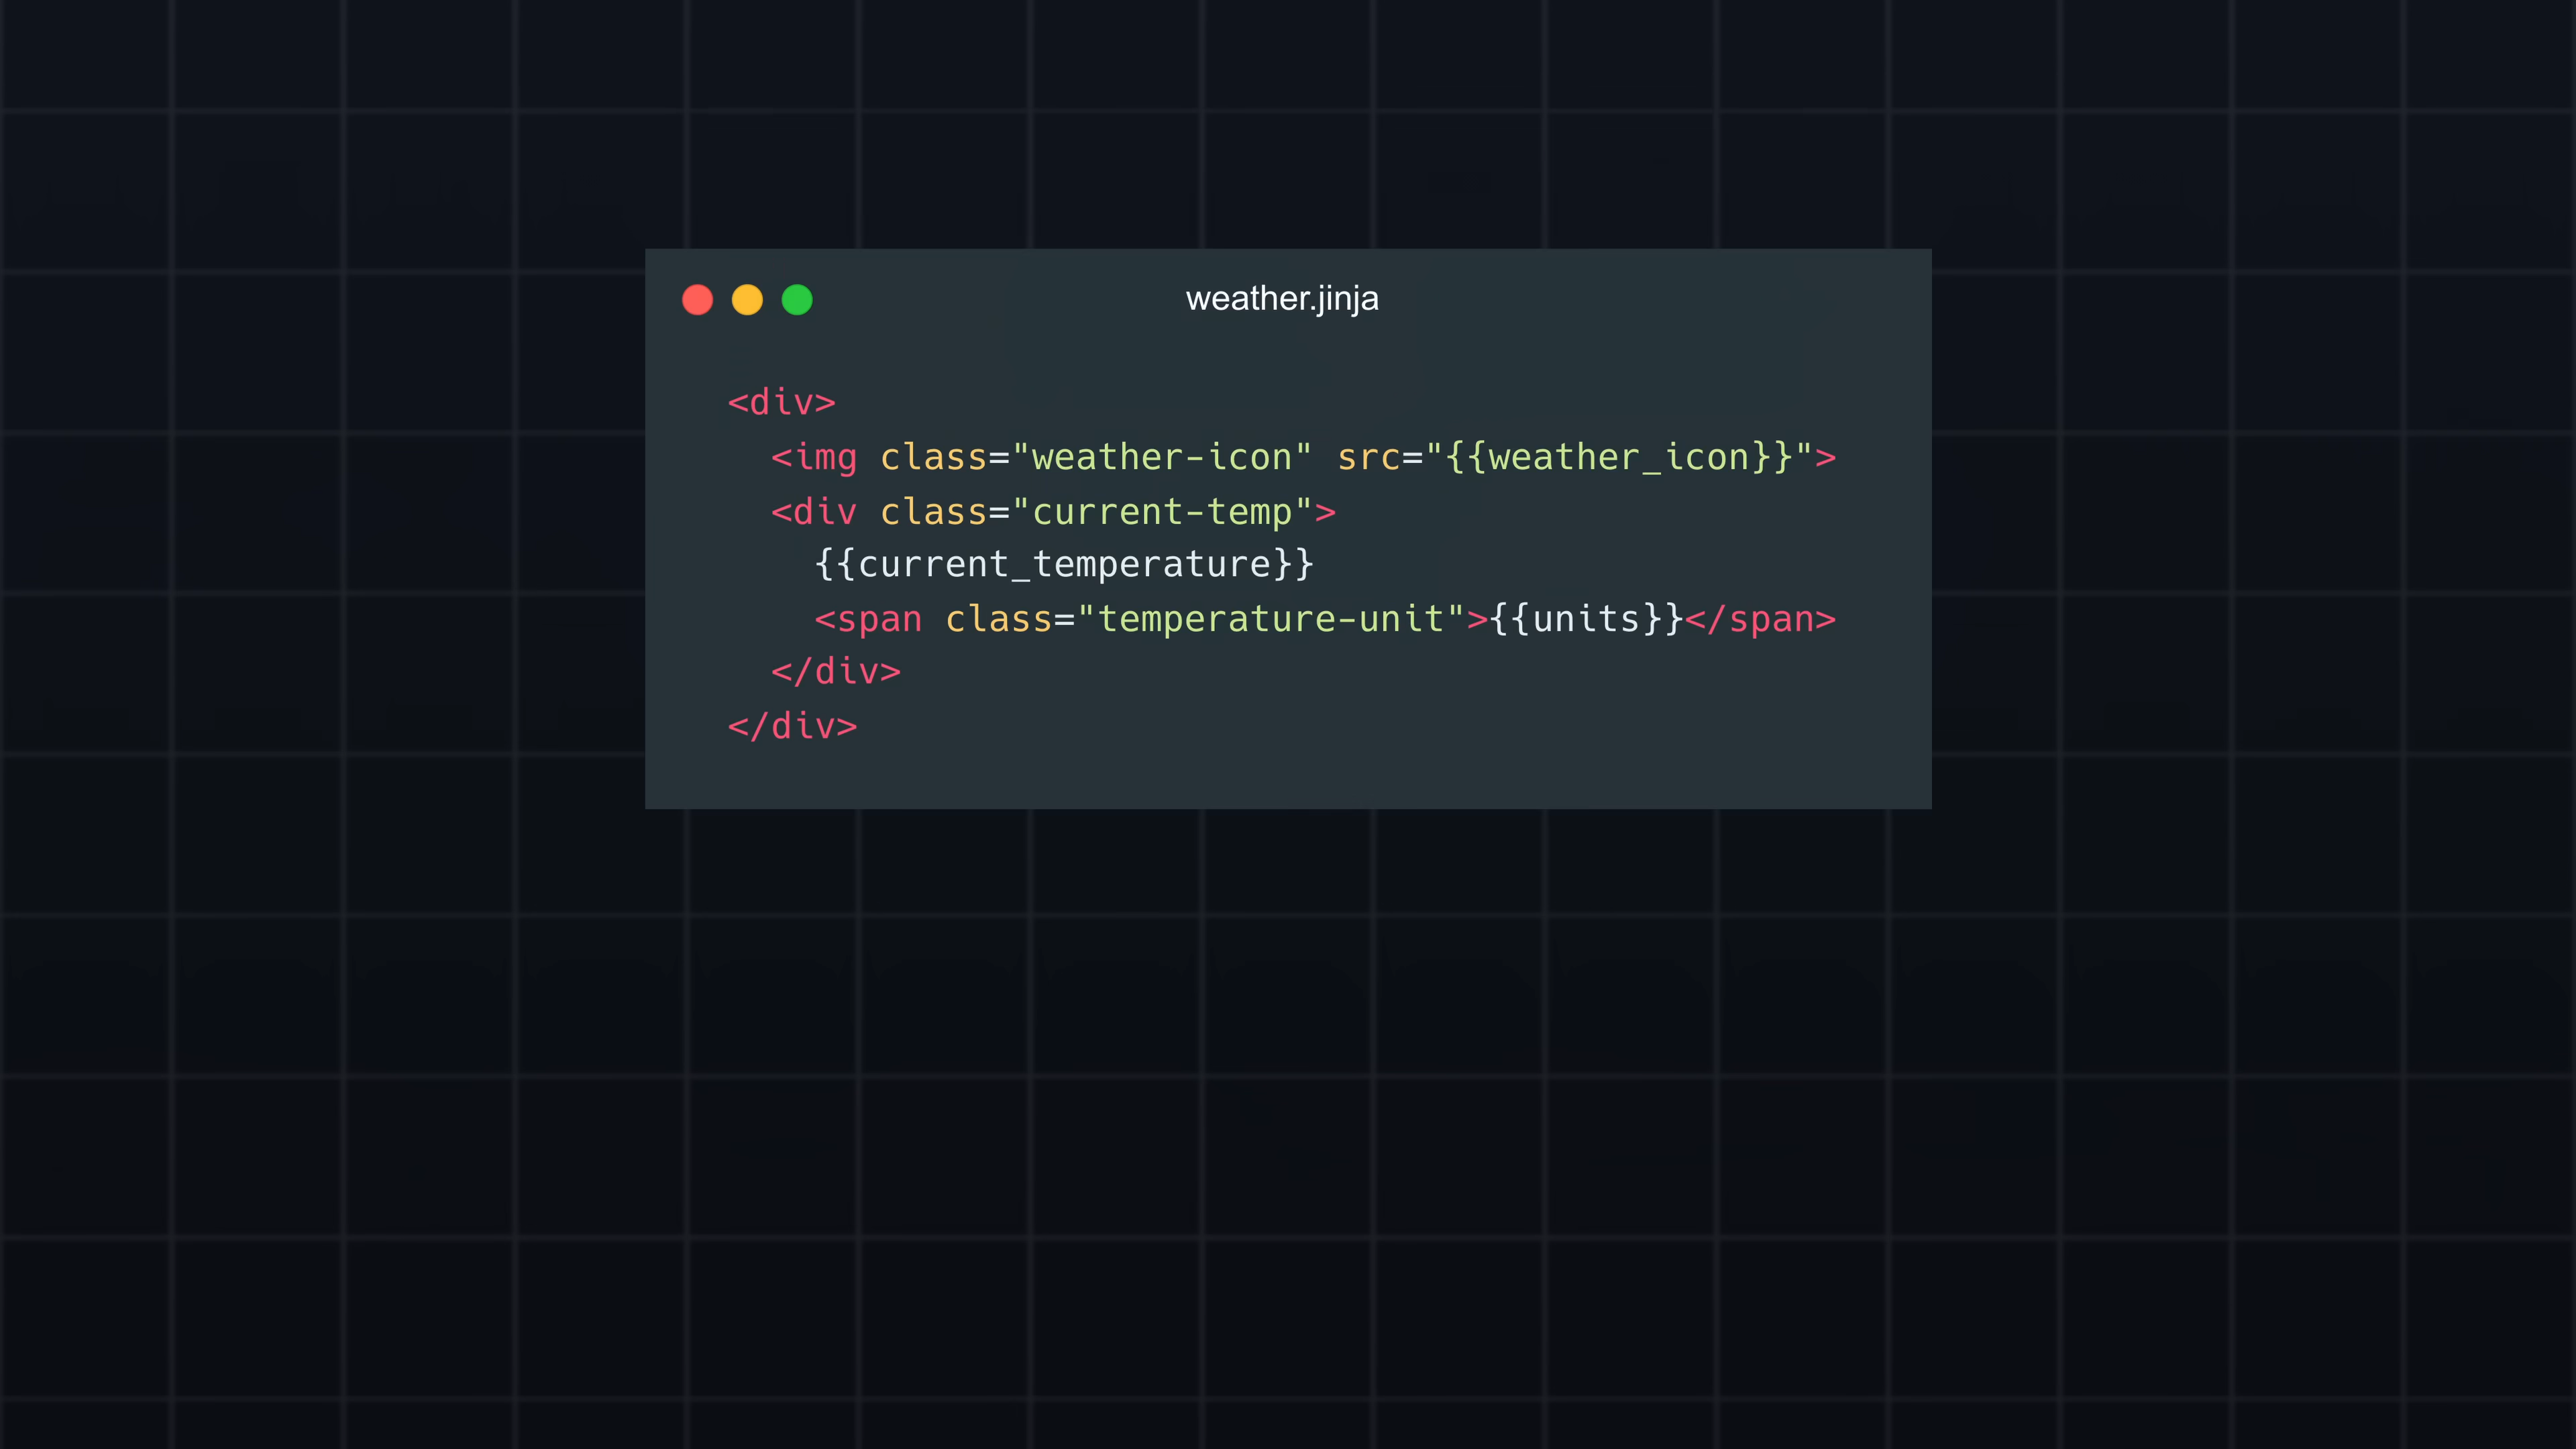 weather.jinja
<div>
  <img class="weather-icon" src="{{weather_icon}}">
  <div class="current-temp">
    {{current_temperature}}
    <span class="temperature-unit">{{units}}</span>
  </div>
</div>